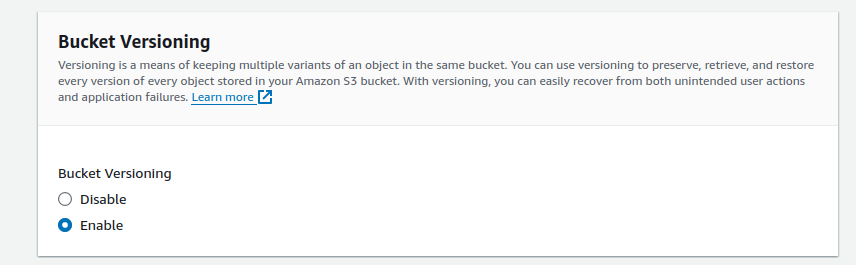 Bucket Versioning
Versioning is a means of keeping multiple variants of an object in the same bucket. You can use versioning to preserve, retrieve, and restore
every version of every object stored in your Amazon S3 bucket. With versioning, you can easily recover from both unintended user actions
and application failures. Learn more
Bucket Versioning
Disable
Enable